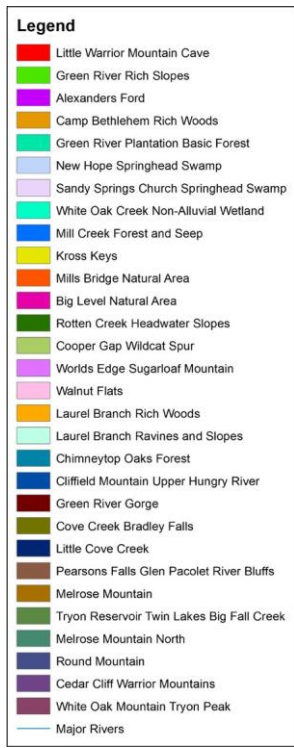 Legend
Little Warrior Mountain Cave
Green River Rich Slopes
Alexanders Ford
Camp Bethlehem Rich Woods
Green River Plantation Basic Forest
New Hope Springhead Swamp
Sandy Springs Church Springhead Swamp
White Oak Creek Non-Alluvial Wetland
Mill Creek Forest and Seep
Kross Keys
Mills Bridge Natural Area
Big Level Natural Area
Rotten Creek Headwater Slopes
Cooper Gap Wildcat Spur
Worlds Edge Sugarloaf Mountain
Walnut Flats
Laurel Branch Rich Woods
Laurel Branch Ravines and Slopes
Chimneytop Oaks Forest
Cliffield Mountain Upper Hungry River
Green River Gorge
Cove Creek Bradley Falls
Little Cove Creek
Pearsons Falls Glen Pacolet River Bluffs
Melrose Mountain
Tryon Reservoir Twin Lakes Big Fall Creek
Melrose Mountain North
Round Mountain
Cedar Cliff Warrior Mountains
White Oak Mountain Tryon Peak
Major Rivers